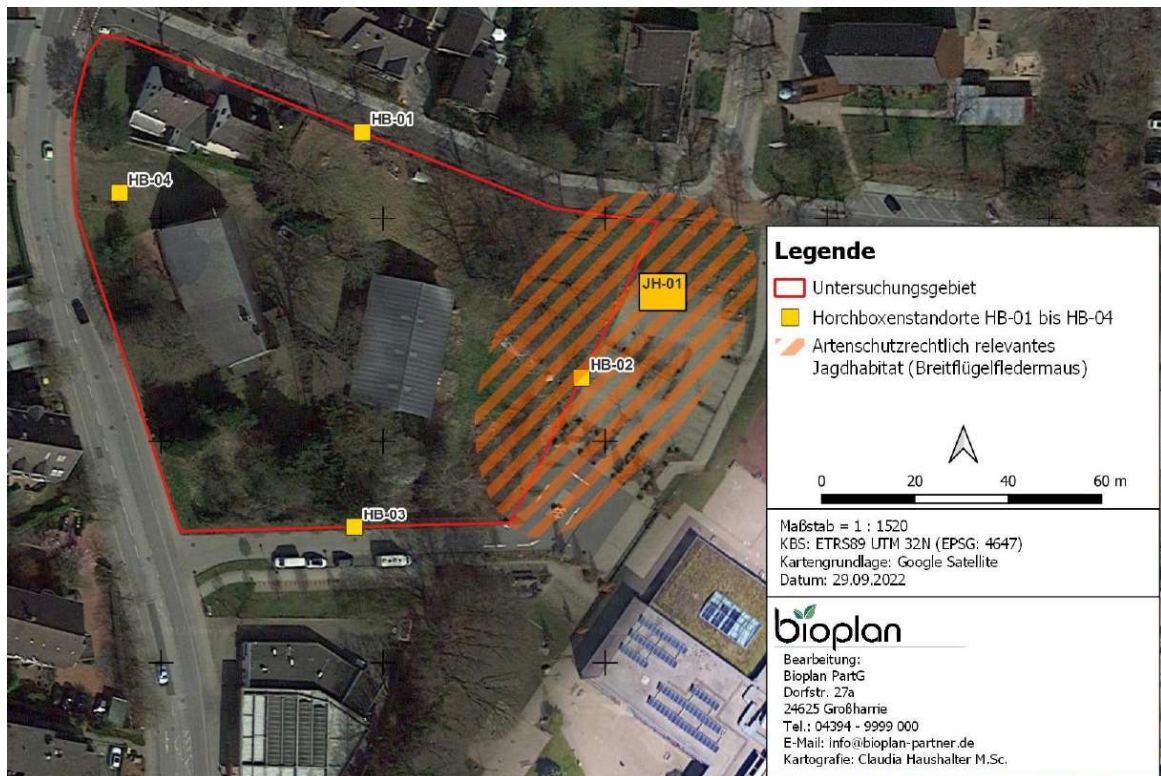 HB-01
HB-04
JH-01
HB-02
HB-03
Legende
Untersuchungsgebiet
Horchboxenstandorte HB-01 bis HB-04
Artenschutzrechtlich relevantes
Jagdhabitat (Breitflügelfledermaus)
0 20 40 60 m
Maßstab = 1 : 1520
KBS: ETRS89 UTM 32N (EPSG: 4647)
Kartengrundlage: Google Satellite
Datum: 29.09.2022
bioplan
Bearbeitung:
Bioplan PartG
Dorfstr. 27a
24625 Großharrie
Tel.: 04394 - 9999 000
E-Mail: info@bioplan-partner.de
Kartografie: Claudia Haushalter M.Sc.